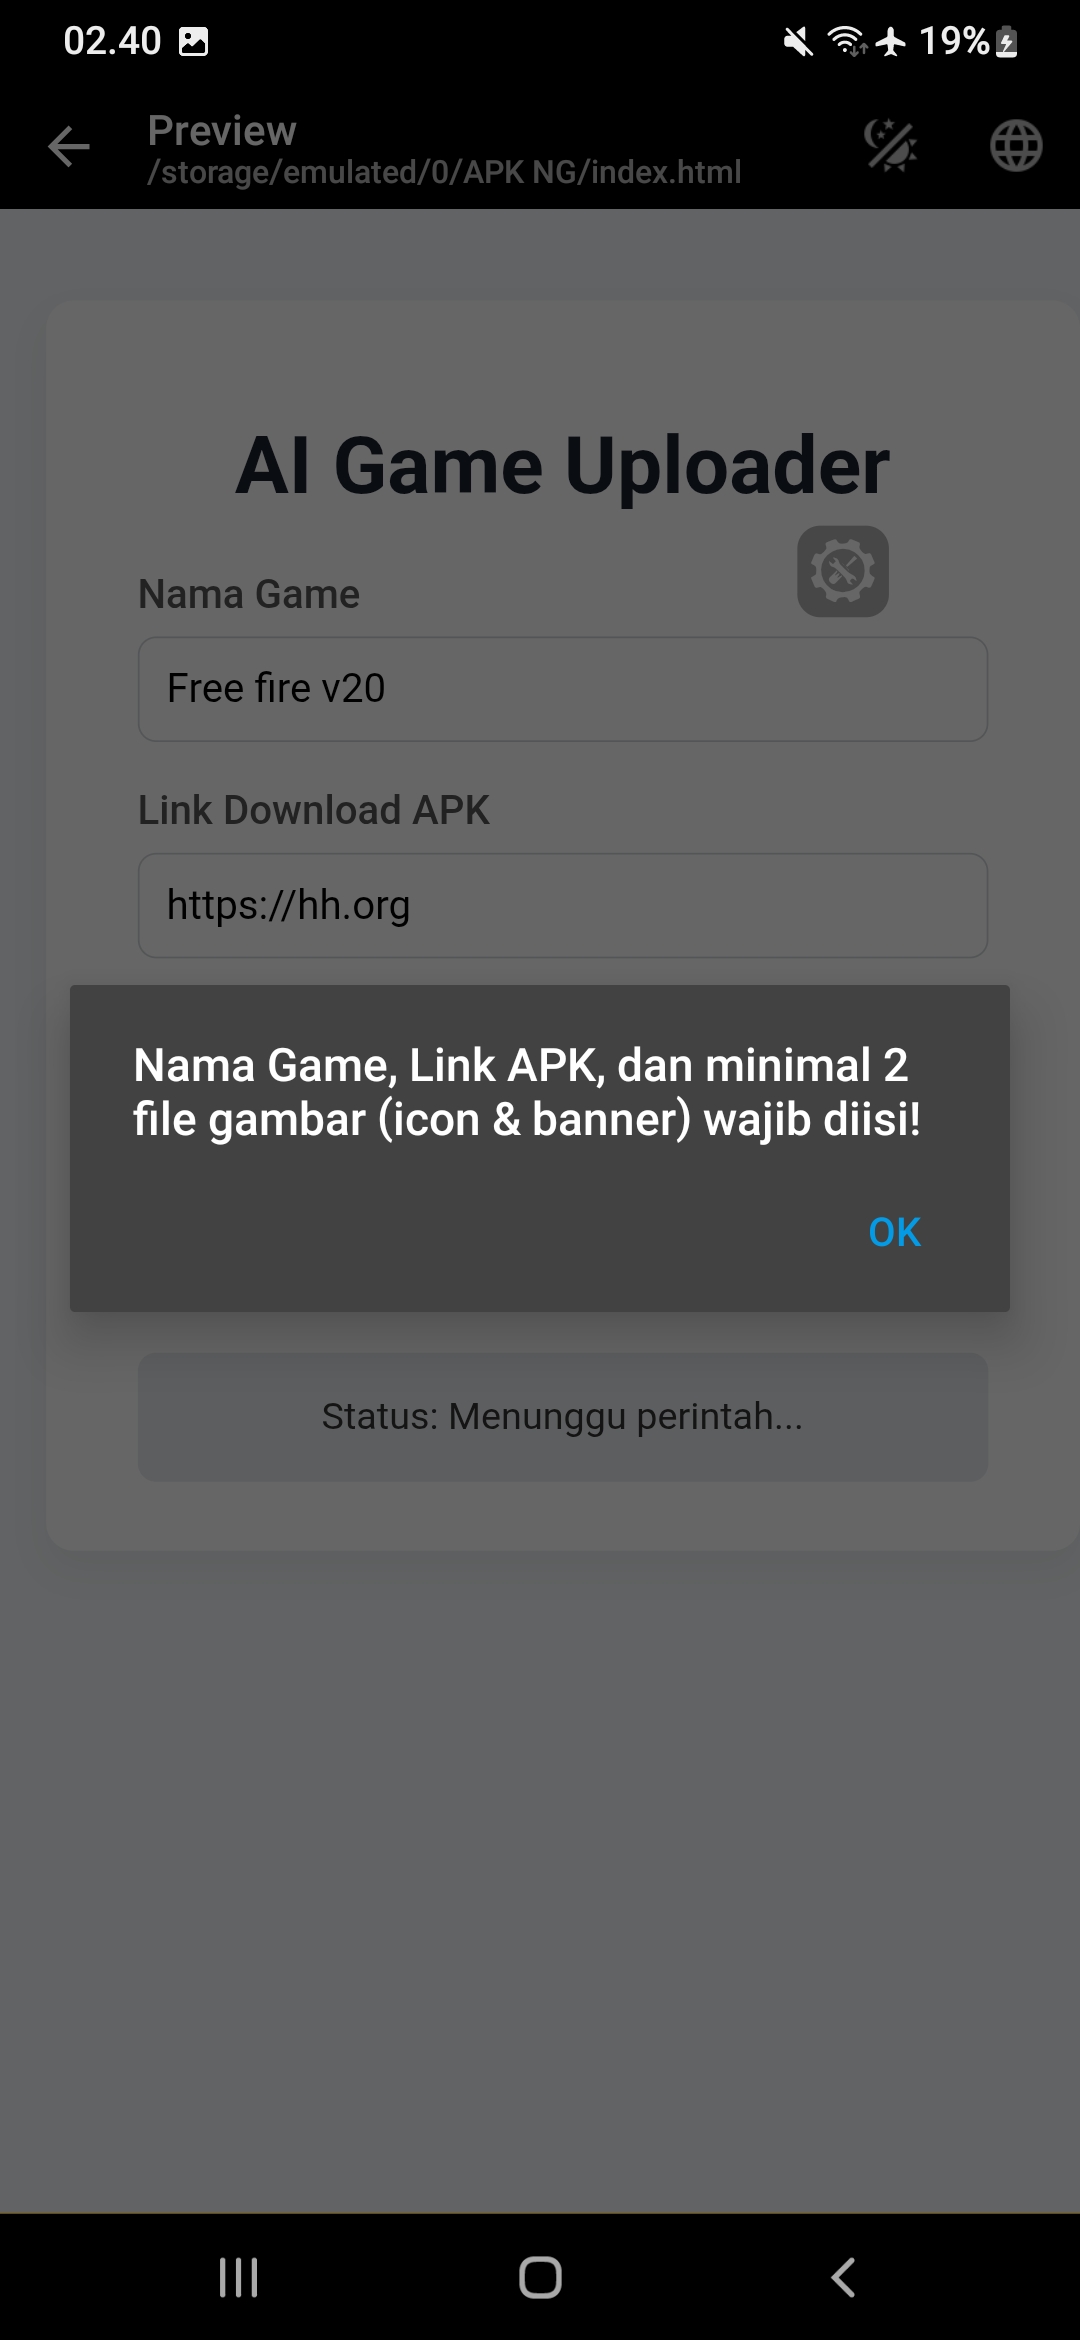 02.40
19%
Preview
/storage/emulated/0/APK NG/index.html
AI Game Uploader
Nama Game
Free fire v20
Link Download APK
https://hh.org
Nama Game, Link APK, dan minimal 2
file gambar (icon & banner) wajib diisi!
OK
Status: Menunggu perintah...